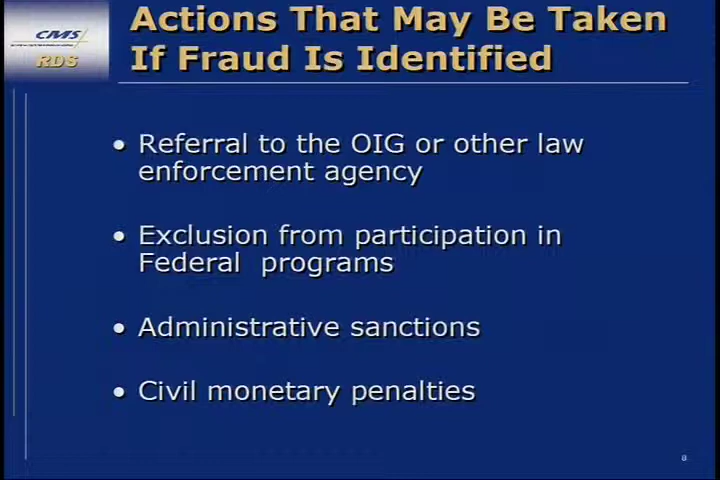 CMS
RDS
Actions That May Be Taken
If Fraud Is Identified
• Referral to the OIG or other law
enforcement agency
• Exclusion from participation in
Federal programs
• Administrative sanctions
• Civil monetary penalties
8